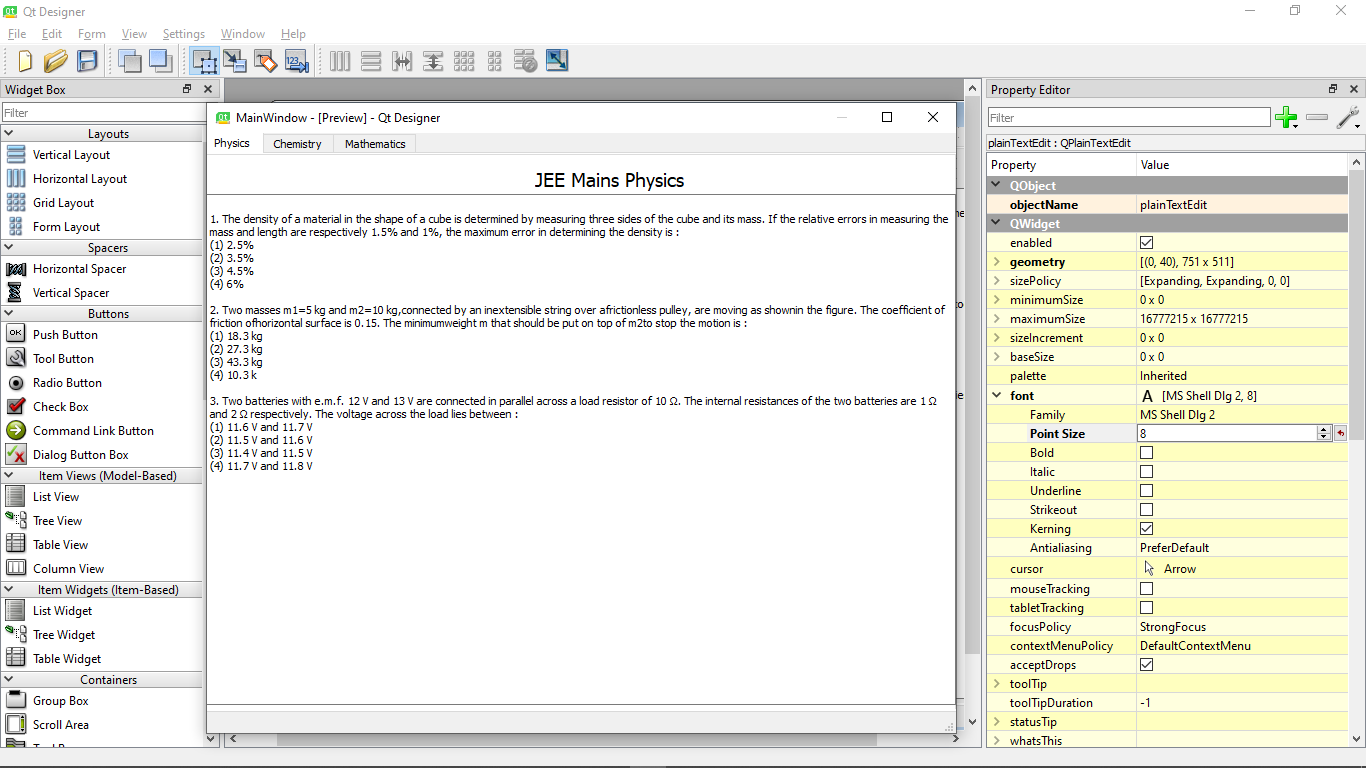 Qt Designer
File Edit Form View Settings Window Help
Widget Box
Filter
Layouts
Vertical Layout
Horizontal Layout
Grid Layout
Form Layout
Spacers
Horizontal Spacer
Vertical Spacer
Buttons
Push Button
Tool Button
Radio Button
Check Box
Command Link Button
Dialog Button Box
Item Views (Model-Based)
List View
Tree View
Table View
Column View
Item Widgets (Item-Based)
List Widget
Tree Widget
Table Widget
Containers
Group Box
Scroll Area
MainWindow - [Preview] - Qt Designer
Physics Chemistry Mathematics
JEE Mains Physics
1. The density of a material in the shape of a cube is determined by measuring three sides of the cube and its mass. If the relative errors in measuring the
mass and length are respectively 1.5% and 1%, the maximum error in determining the density is :
(1) 2.5%
(2) 3.5%
(3) 4.5%
(4) 6%
2. Two masses m1=5 kg and m2=10 kg,connected by an inextensible string over africtionless pulley, are moving as shownin the figure. The coefficient of
friction ofhorizontal surface is 0.15. The minimumweight m that should be put on top of m2to stop the motion is :
(1) 18.3 kg
(2) 27.3 kg
(3) 43.3 kg
(4) 10.3 k
3. Two batteries with e.m.f. 12 V and 13 V are connected in parallel across a load resistor of 10 Ω. The internal resistances of the two batteries are 1 Ω
and 2 Ω respectively. The voltage across the load lies between :
(1) 11.6 V and 11.7 V
(2) 11.5 V and 11.6 V
(3) 11.4 V and 11.5 V
(4) 11.7 V and 11.8 V
Property Editor
Filter
plainTextEdit : QPlainTextEdit
Property Value
QObject
objectName plainTextEdit
QWidget
enabled
geometry [(0, 40), 751 x 511]
sizePolicy [Expanding, Expanding, 0, 0]
minimumSize 0 x 0
maximumSize 16777215 x 16777215
sizeIncrement 0 x 0
baseSize 0 x 0
palette Inherited
font A [MS Shell Dlg 2, 8]
Family MS Shell Dlg 2
Point Size 8
Bold
Italic
Underline
Strikeout
Kerning
Antialiasing PreferDefault
cursor Arrow
mouseTracking
tabletTracking
focusPolicy StrongFocus
contextMenuPolicy DefaultContextMenu
acceptDrops
toolTip
toolTipDuration -1
statusTip
whatsThis